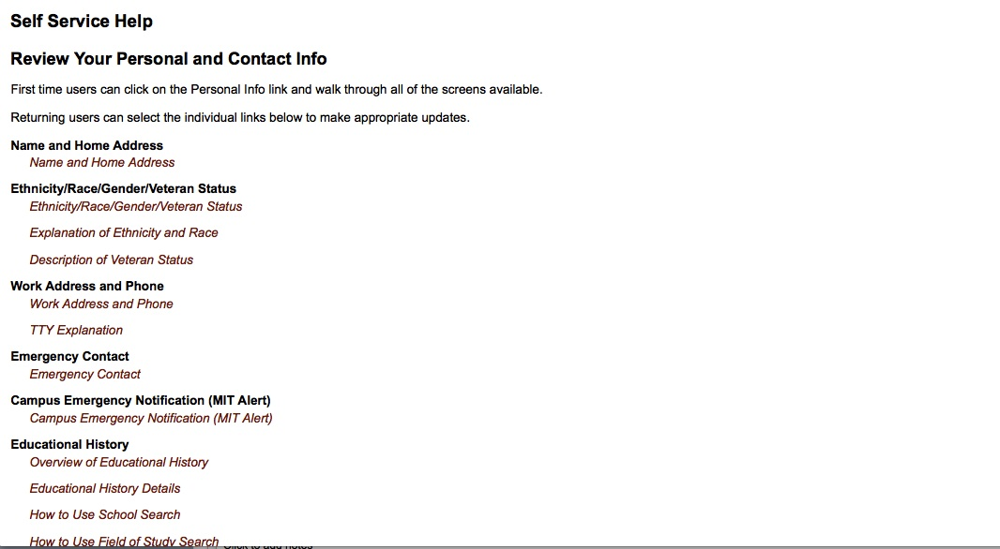 Self Service Help
Review Your Personal and Contact Info
First time users can click on the Personal Info link and walk through all of the screens available.
Returning users can select the individual links below to make appropriate updates.
Name and Home Address
Name and Home Address
Ethnicity/Race/Gender/Veteran Status
Ethnicity/Race/Gender/Veteran Status
Explanation of Ethnicity and Race
Description of Veteran Status
Work Address and Phone
Work Address and Phone
TTY Explanation
Emergency Contact
Emergency Contact
Campus Emergency Notification (MIT Alert)
Campus Emergency Notification (MIT Alert)
Educational History
Overview of Educational History
Educational History Details
How to Use School Search
How to Use Field of Study Search
Click to add notes